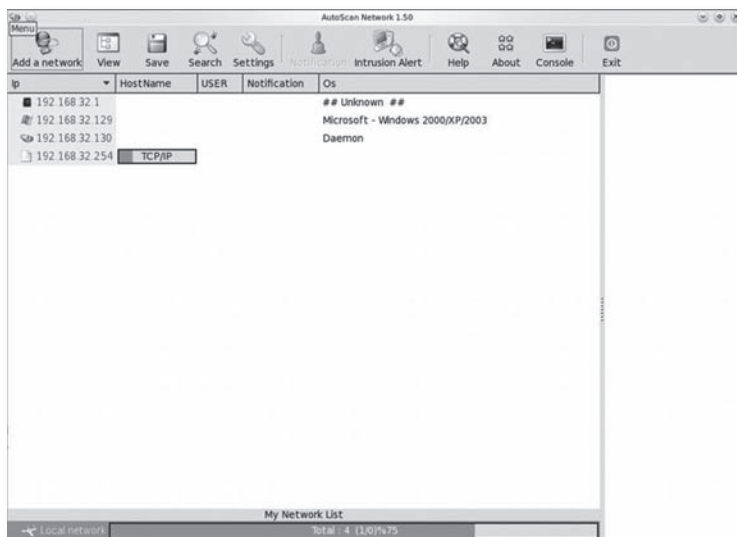 AutoScan Network 1.50
Menu
Add a network View Save Search Settings Notification Intrusion Alert Help About Console Exit
Ip HostName USER Notification Os
192.168.32.1 ## Unknown ##
192.168.32.129 Microsoft - Windows 2000/XP/2003
192.168.32.130 Daemon
192.168.32.254 TCP/IP
My Network List
Local network Total : 4 (1/0)%75